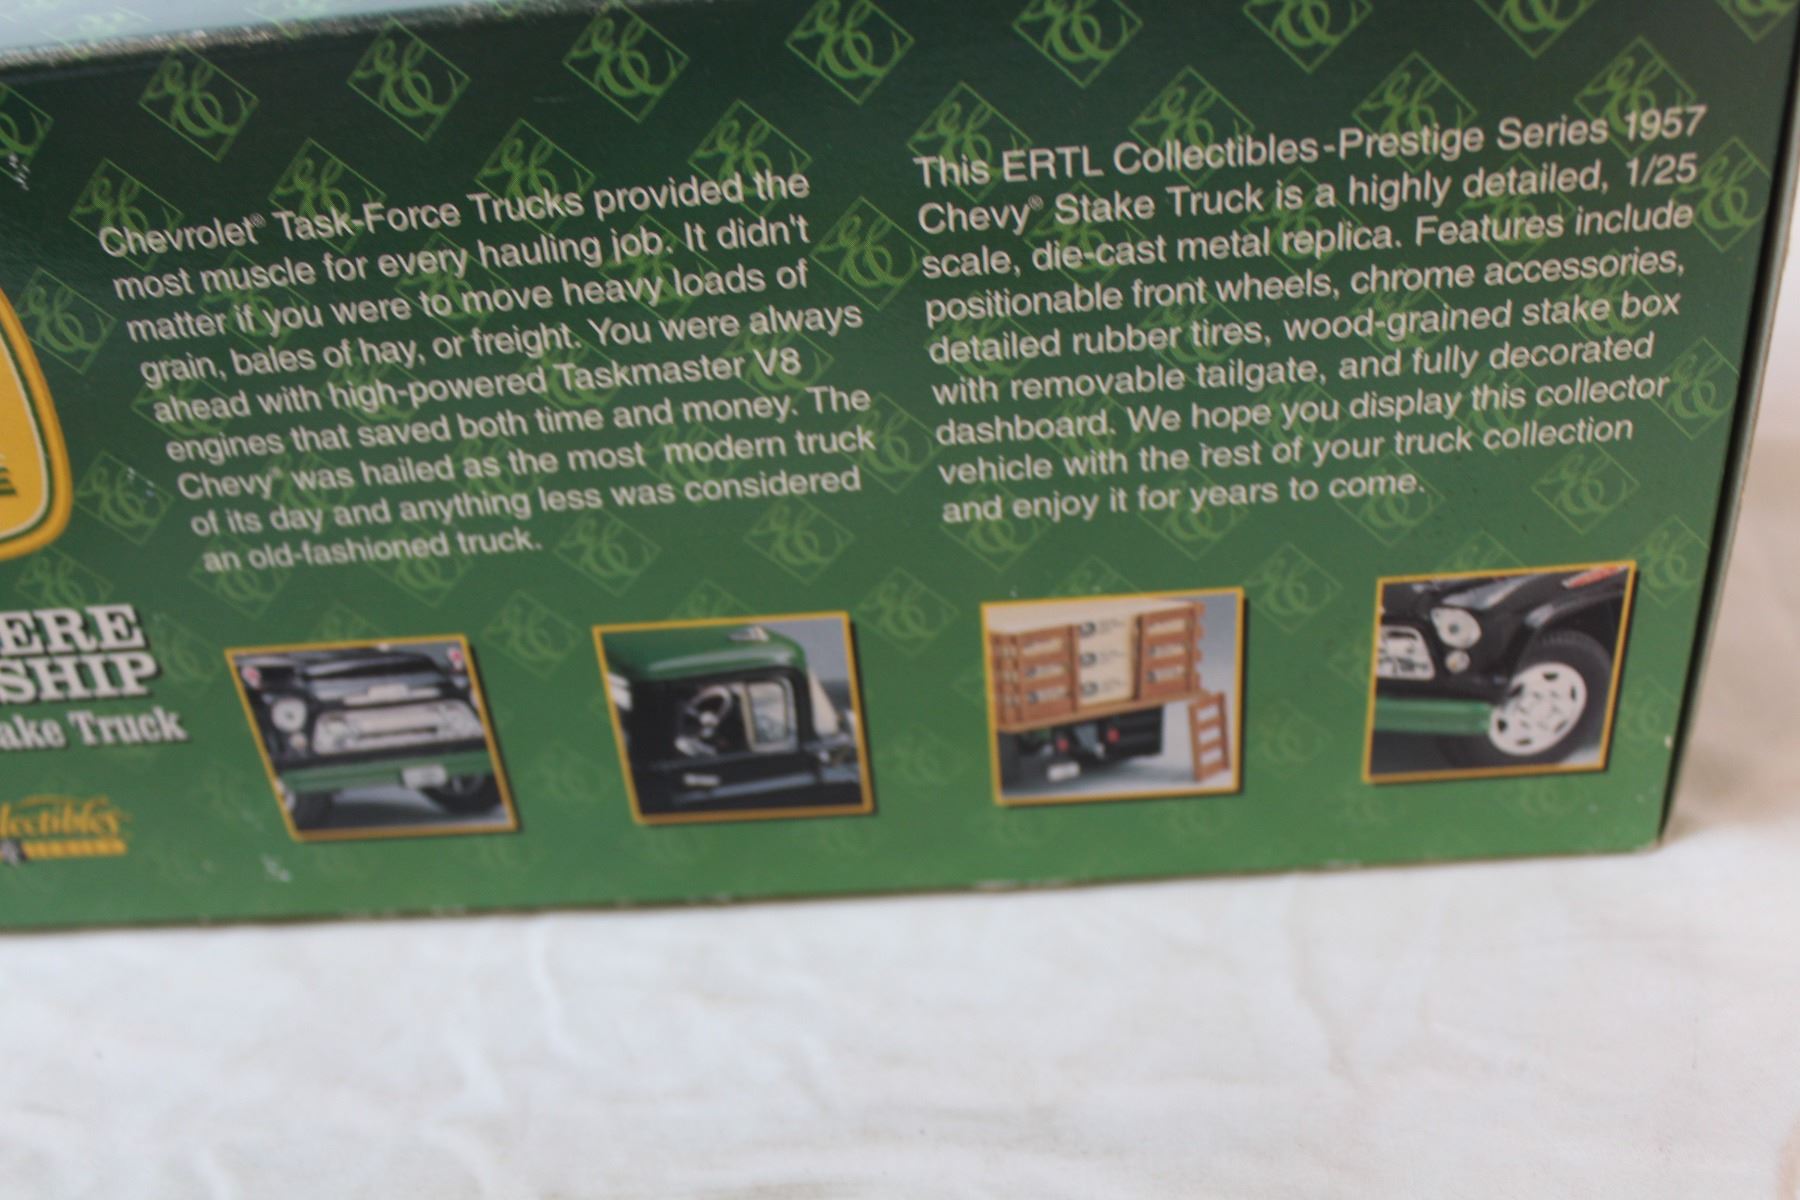 Chevrolet® Task-Force Trucks provided the
most muscle for every hauling job. It didn't
matter if you were to move heavy loads of
grain, bales of hay, or freight. You were always
ahead with high-powered Taskmaster V8
engines that saved both time and money. The
Chevy® was hailed as the most modern truck
of its day and anything less was considered
an old-fashioned truck.
This ERTL Collectibles-Prestige Series 1957
Chevy® Stake Truck is a highly detailed, 1/25
scale, die-cast metal replica. Features include
positionable front wheels, chrome accessories,
detailed rubber tires, wood-grained stake box
with removable tailgate, and fully decorated
dashboard. We hope you display this collector
vehicle with the rest of your truck collection
and enjoy it for years to come.
ERE
SHIP
ake Truck
lectibles
SERIES